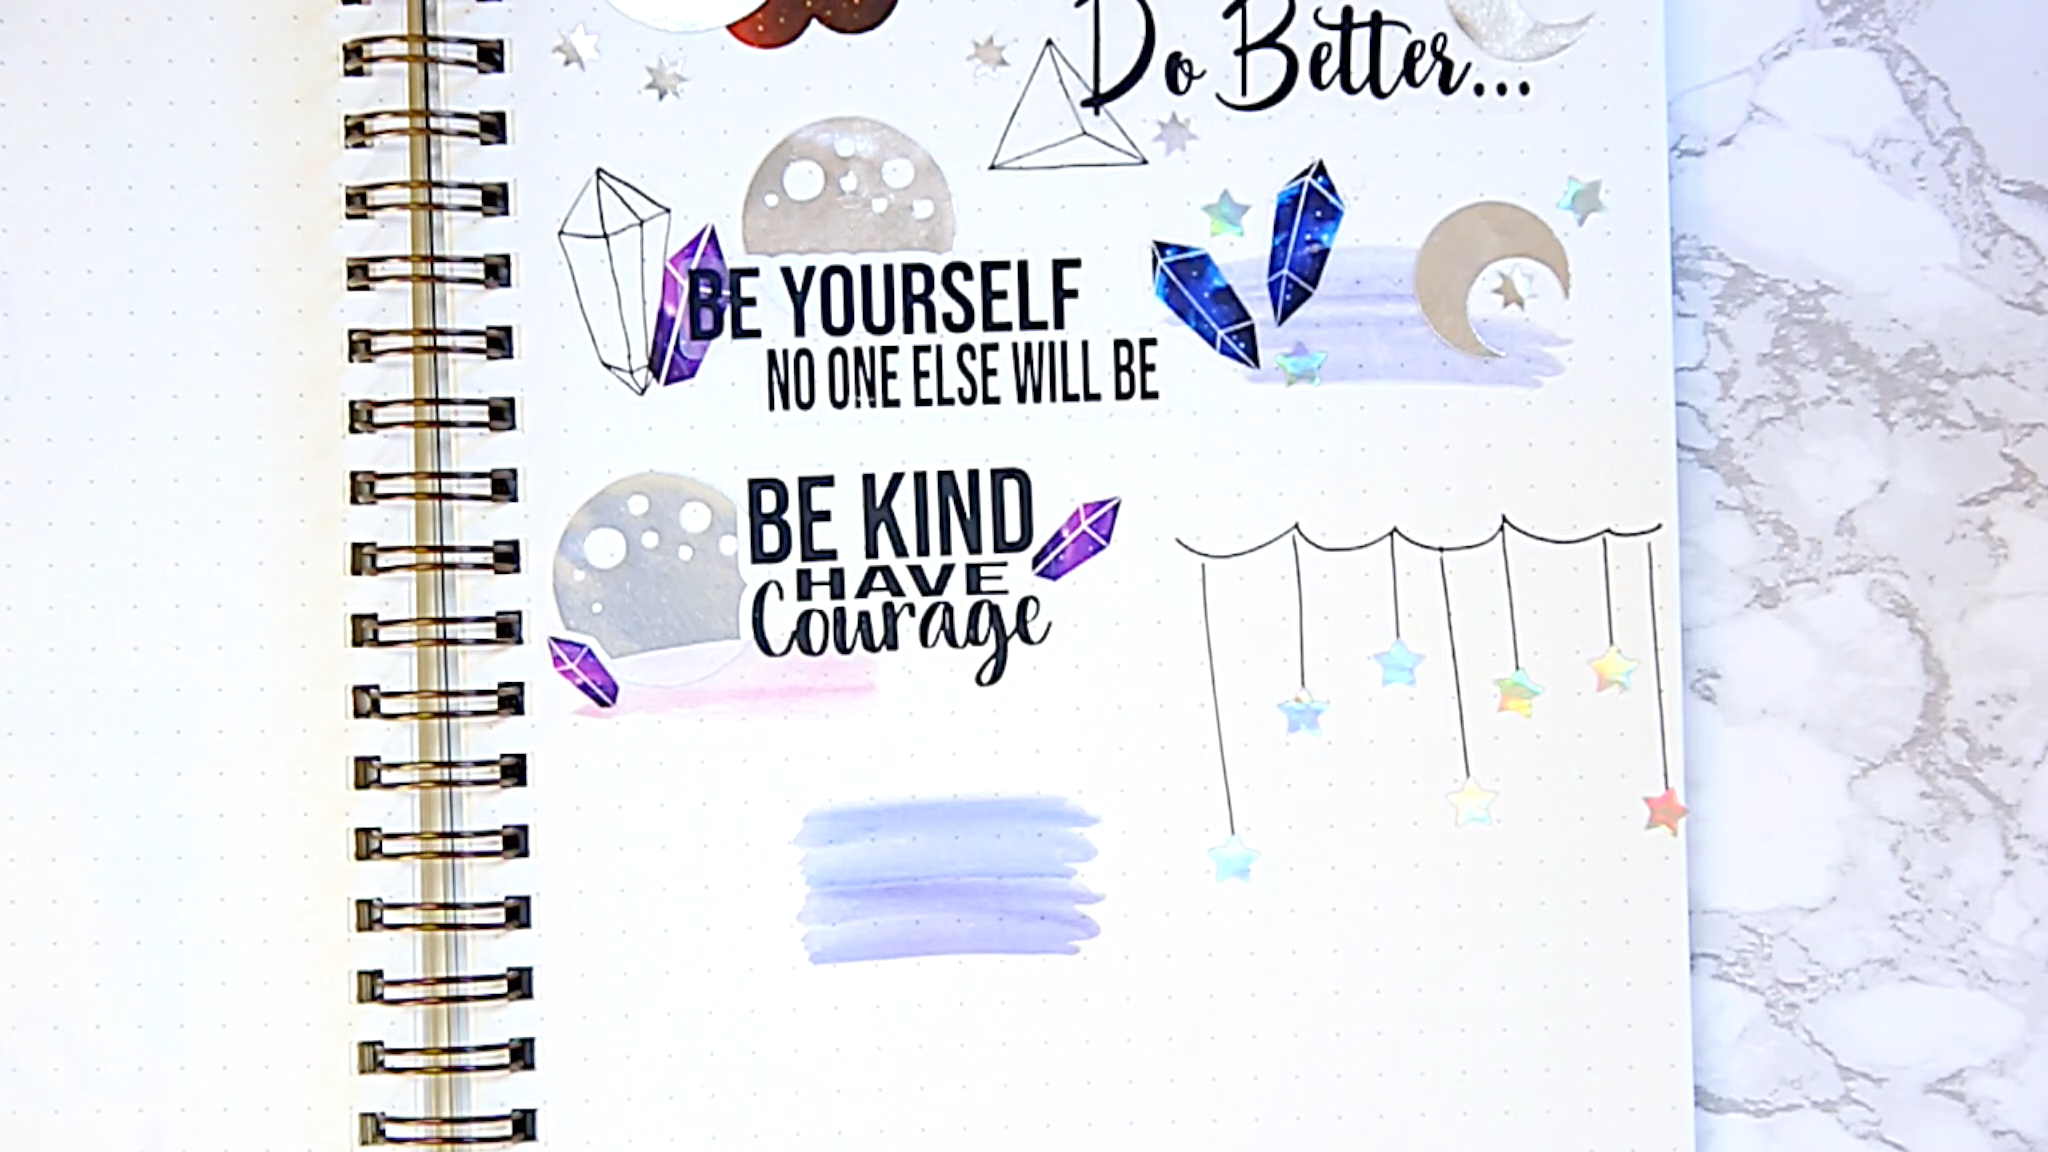 Do Better...
BE YOURSELF
NO ONE ELSE WILL BE
BE KIND
HAVE
Courage